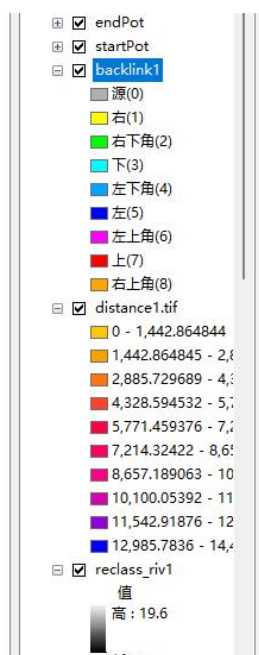 endPot
startPot
backlink1
源(0)
右(1)
右下角(2)
下(3)
左下角(4)
左(5)
左上角(6)
上(7)
右上角(8)
distance1.tif
0 - 1,442.864844
1,442.864845 - 2,8
2,885.729689 - 4,3
4,328.594532 - 5,7
5,771.459376 - 7,2
7,214.32422 - 8,65
8,657.189063 - 10
10,100.05392 - 11
11,542.91876 - 12
12,985.7836 - 14,4
reclass_riv1
值
高 : 19.6